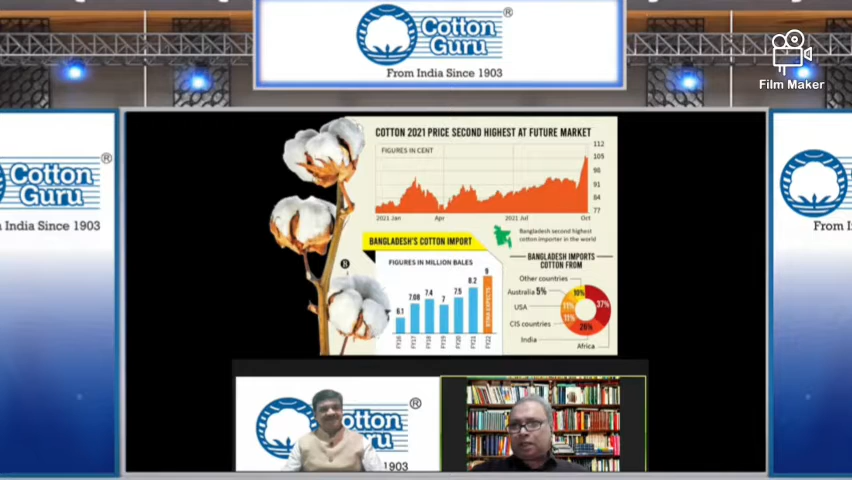 Cotton
Guru
®
From India Since 1903
Film Maker
Cotton
Guru
®
From India Since 1903
COTTON 2021 PRICE SECOND HIGHEST AT FUTURE MARKET
FIGURES IN CENT
112
105
98
91
84
77
2021 Jan
Apr
2021 Jul
Oct
Bangladesh second highest
cotton importer in the world
BANGLADESH'S COTTON IMPORT
FIGURES IN MILLION BALES
6.1
7.08
7.4
7
7.5
8.2
9
BTMA EXPECTS
FY16
FY17
FY18
FY19
FY20
FY21
FY22
BANGLADESH IMPORTS
COTTON FROM
Other countries
10%
Australia 5%
37%
USA
11%
CIS countries
11%
26%
India
Africa
From I
otton
Guru
®
1903